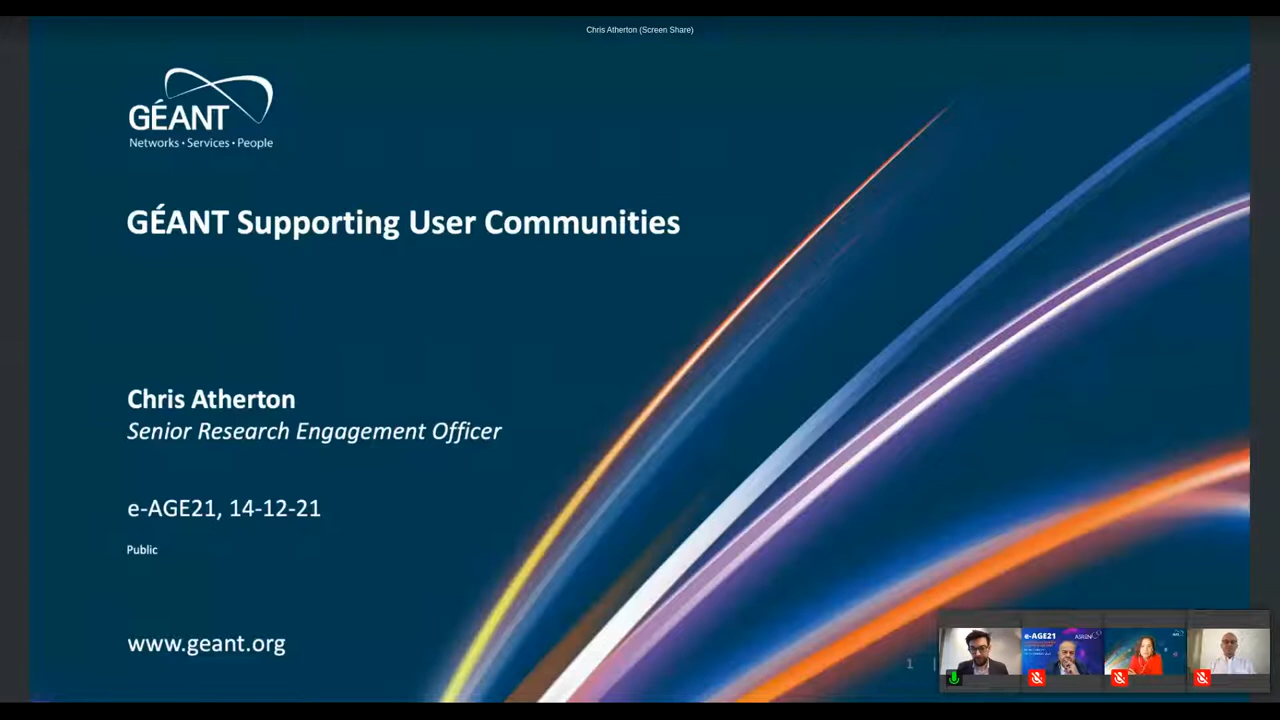 Chris Atherton (Screen Share)
GÉANT
Networks • Services • People
GÉANT Supporting User Communities
Chris Atherton
Senior Research Engagement Officer
e-AGE21, 14-12-21
Public
www.geant.org
1 |
e-AGE21